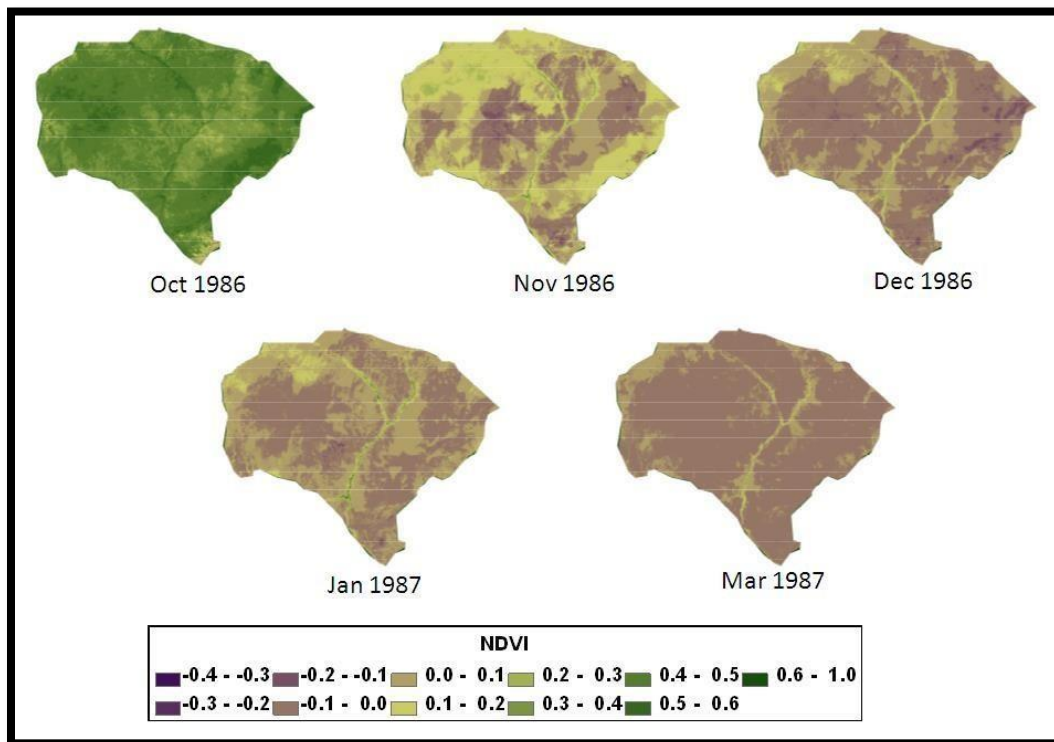 Oct 1986
Nov 1986
Dec 1986
Jan 1987
Mar 1987
NDVI
-0.4 - -0.3 -0.2 - -0.1 0.0 - 0.1 0.2 - 0.3 0.4 - 0.5 0.6 - 1.0
-0.3 - -0.2 -0.1 - 0.0 0.1 - 0.2 0.3 - 0.4 0.5 - 0.6